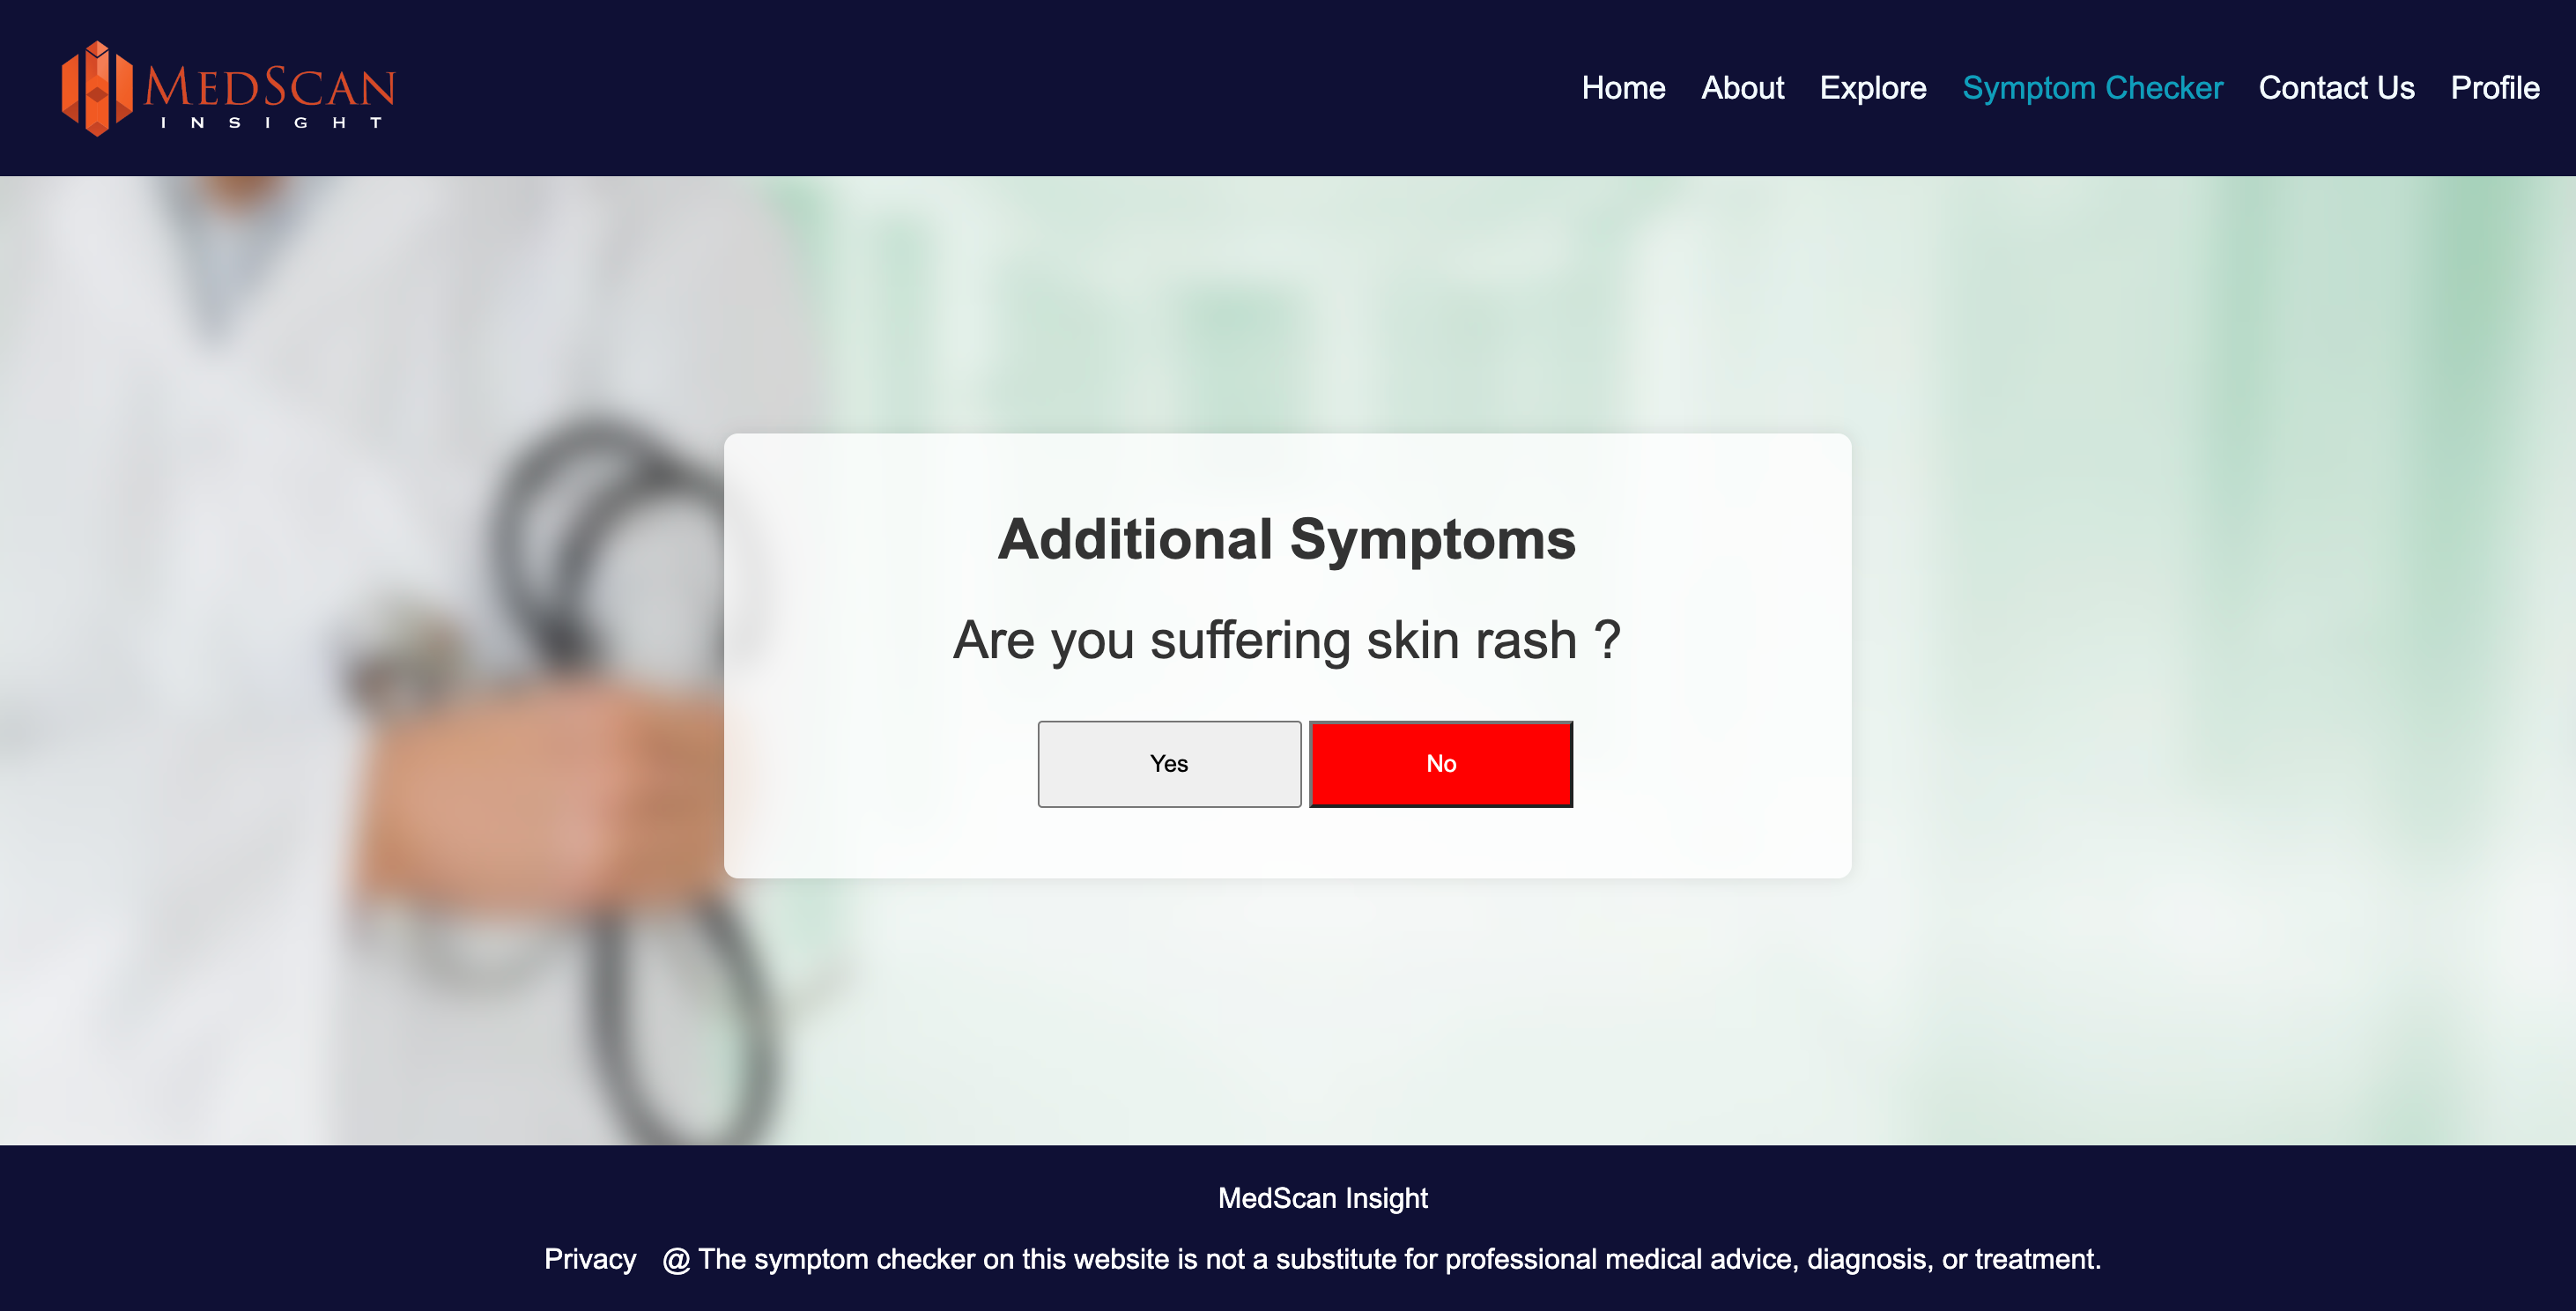 MEDSCAN
INSIGHT
Home About Explore Symptom Checker Contact Us Profile
Additional Symptoms
Are you suffering skin rash ?
Yes No
MedScan Insight
Privacy @ The symptom checker on this website is not a substitute for professional medical advice, diagnosis, or treatment.